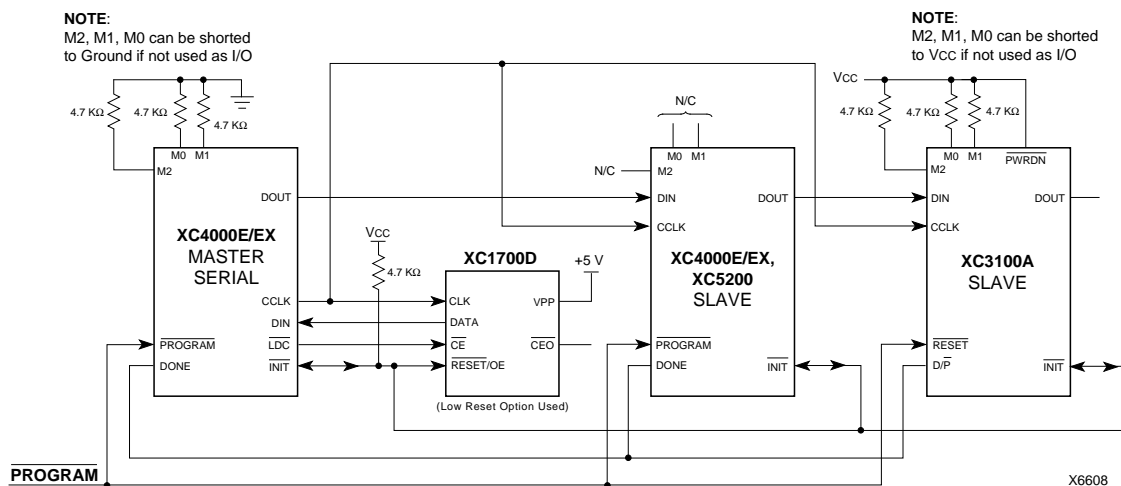 NOTE:
M2, M1, M0 can be shorted
to Ground if not used as I/O
NOTE:
M2, M1, M0 can be shorted
to VCC if not used as I/O
4.7 KΩ
4.7 KΩ
4.7 KΩ
M0 M1
M2
DOUT
XC4000E/EX
MASTER
SERIAL
CCLK
DIN
LDC
INIT
PROGRAM
DONE
VCC
4.7 KΩ
XC1700D
+5 V
CLK
VPP
DATA
CE
CEO
RESET/OE
(Low Reset Option Used)
N/C
M0 M1
N/C
M2
DIN
DOUT
CCLK
XC4000E/EX,
XC5200
SLAVE
PROGRAM
DONE
INIT
VCC
4.7 KΩ
4.7 KΩ
4.7 KΩ
M0 M1
PWRDN
M2
DOUT
DIN
CCLK
XC3100A
SLAVE
RESET
D/P
INIT
PROGRAM
X6608